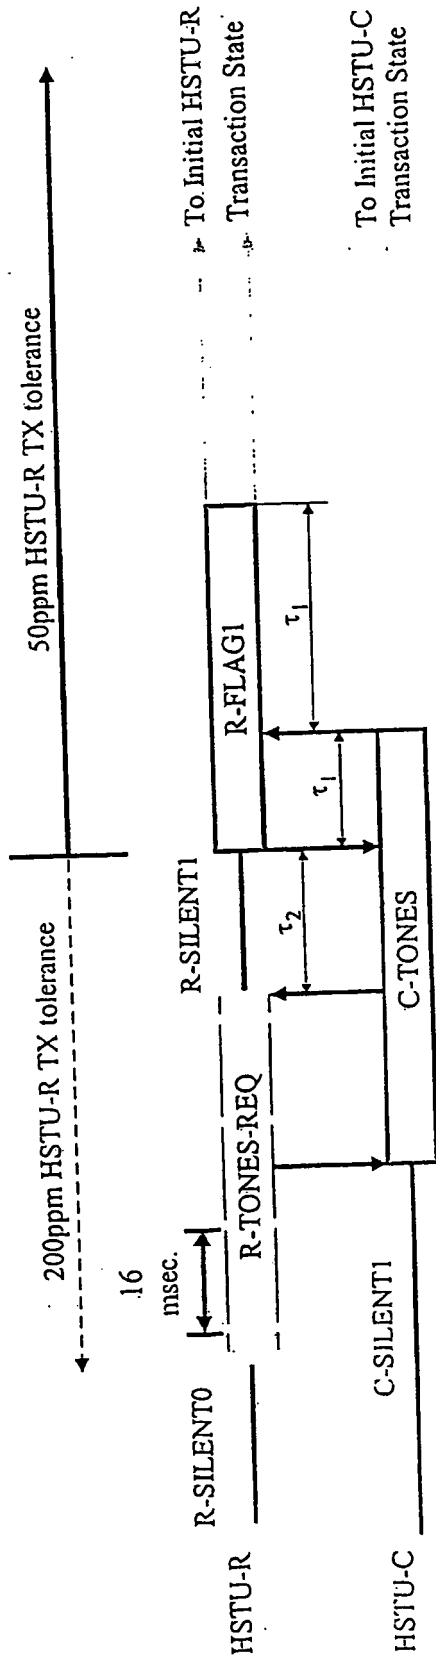 200ppm HSTU-R TX tolerance
50ppm HSTU-R TX tolerance
16
msec.
R-SILENT0
R-TONES-REQ
R-SILENT1
R-FLAG1
To Initial HSTU-R
Transaction State
HSTU-R
τ2
τ1
τ1
C-SILENT1
C-TONES
To Initial HSTU-C
Transaction State
HSTU-C